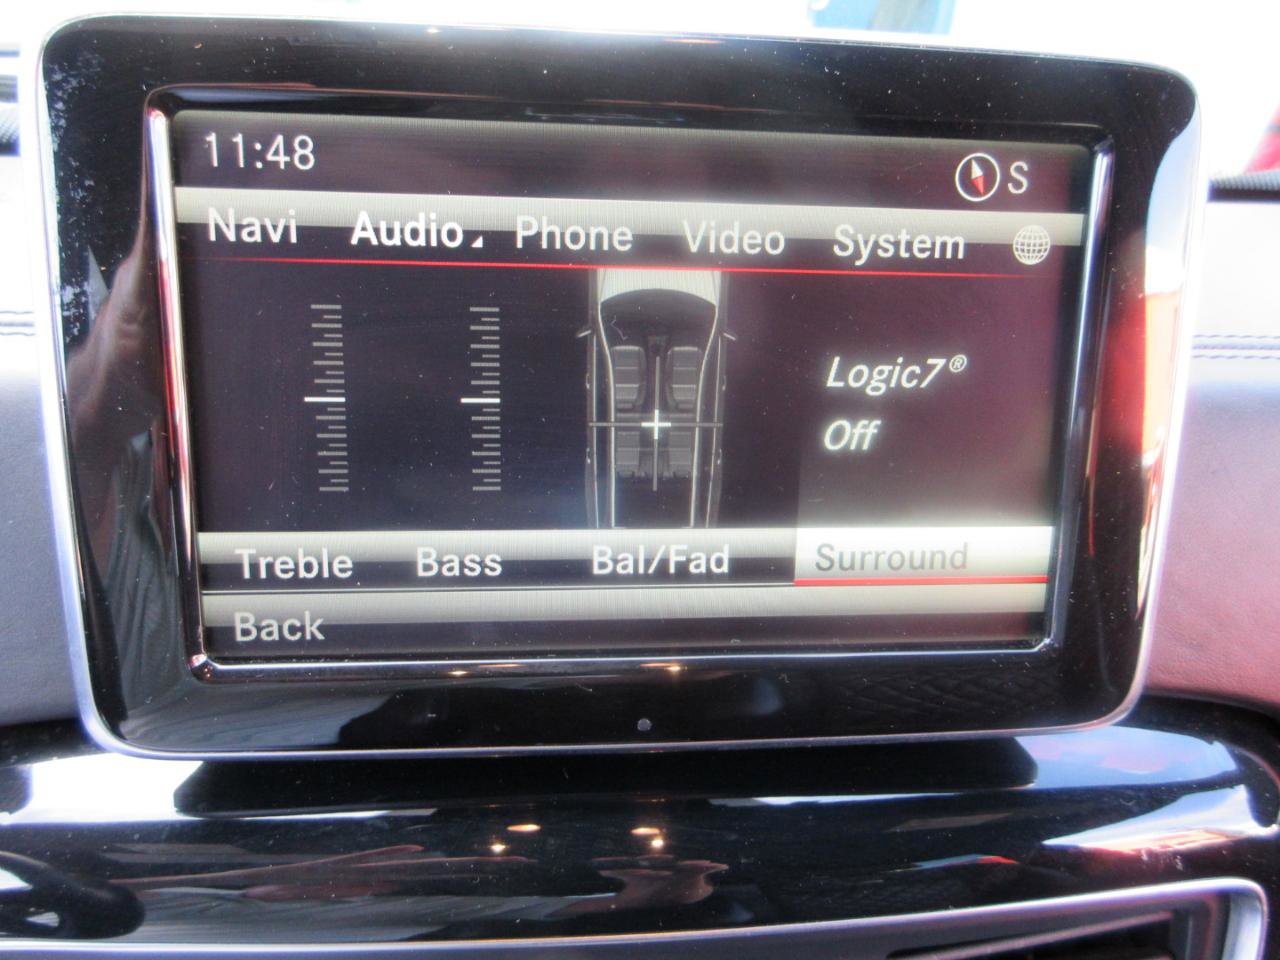 11:48
S
Navi Audio Phone Video System
Logic7®
Off
Treble Bass Bal/Fad Surround
Back